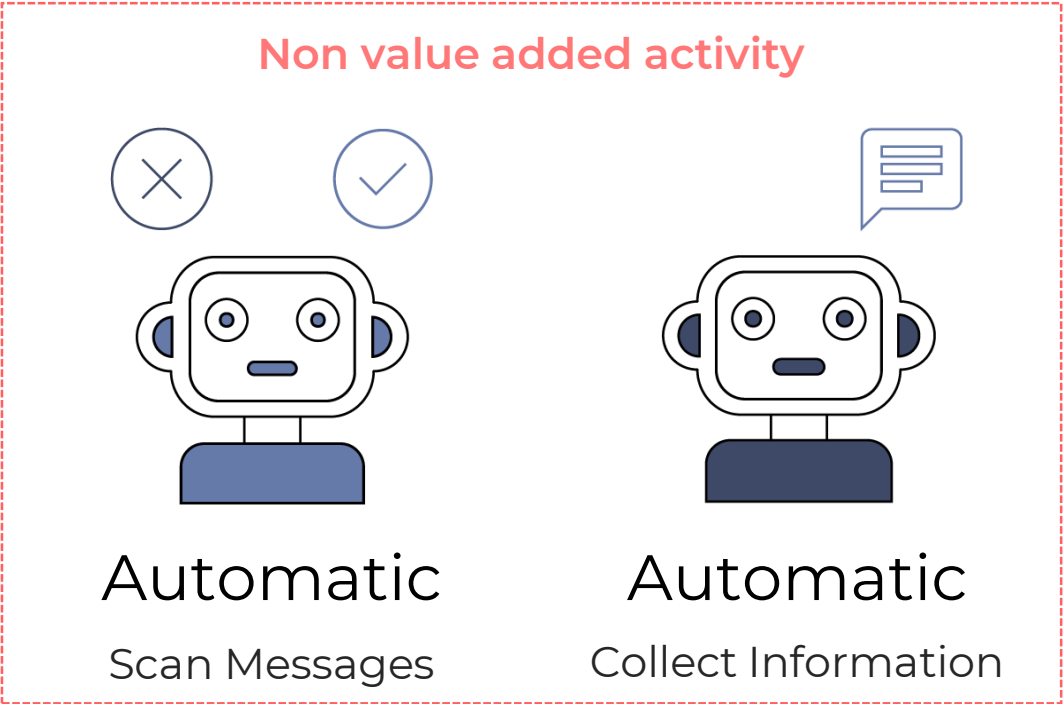 Non value added activity
Automatic
Scan Messages
Automatic
Collect Information